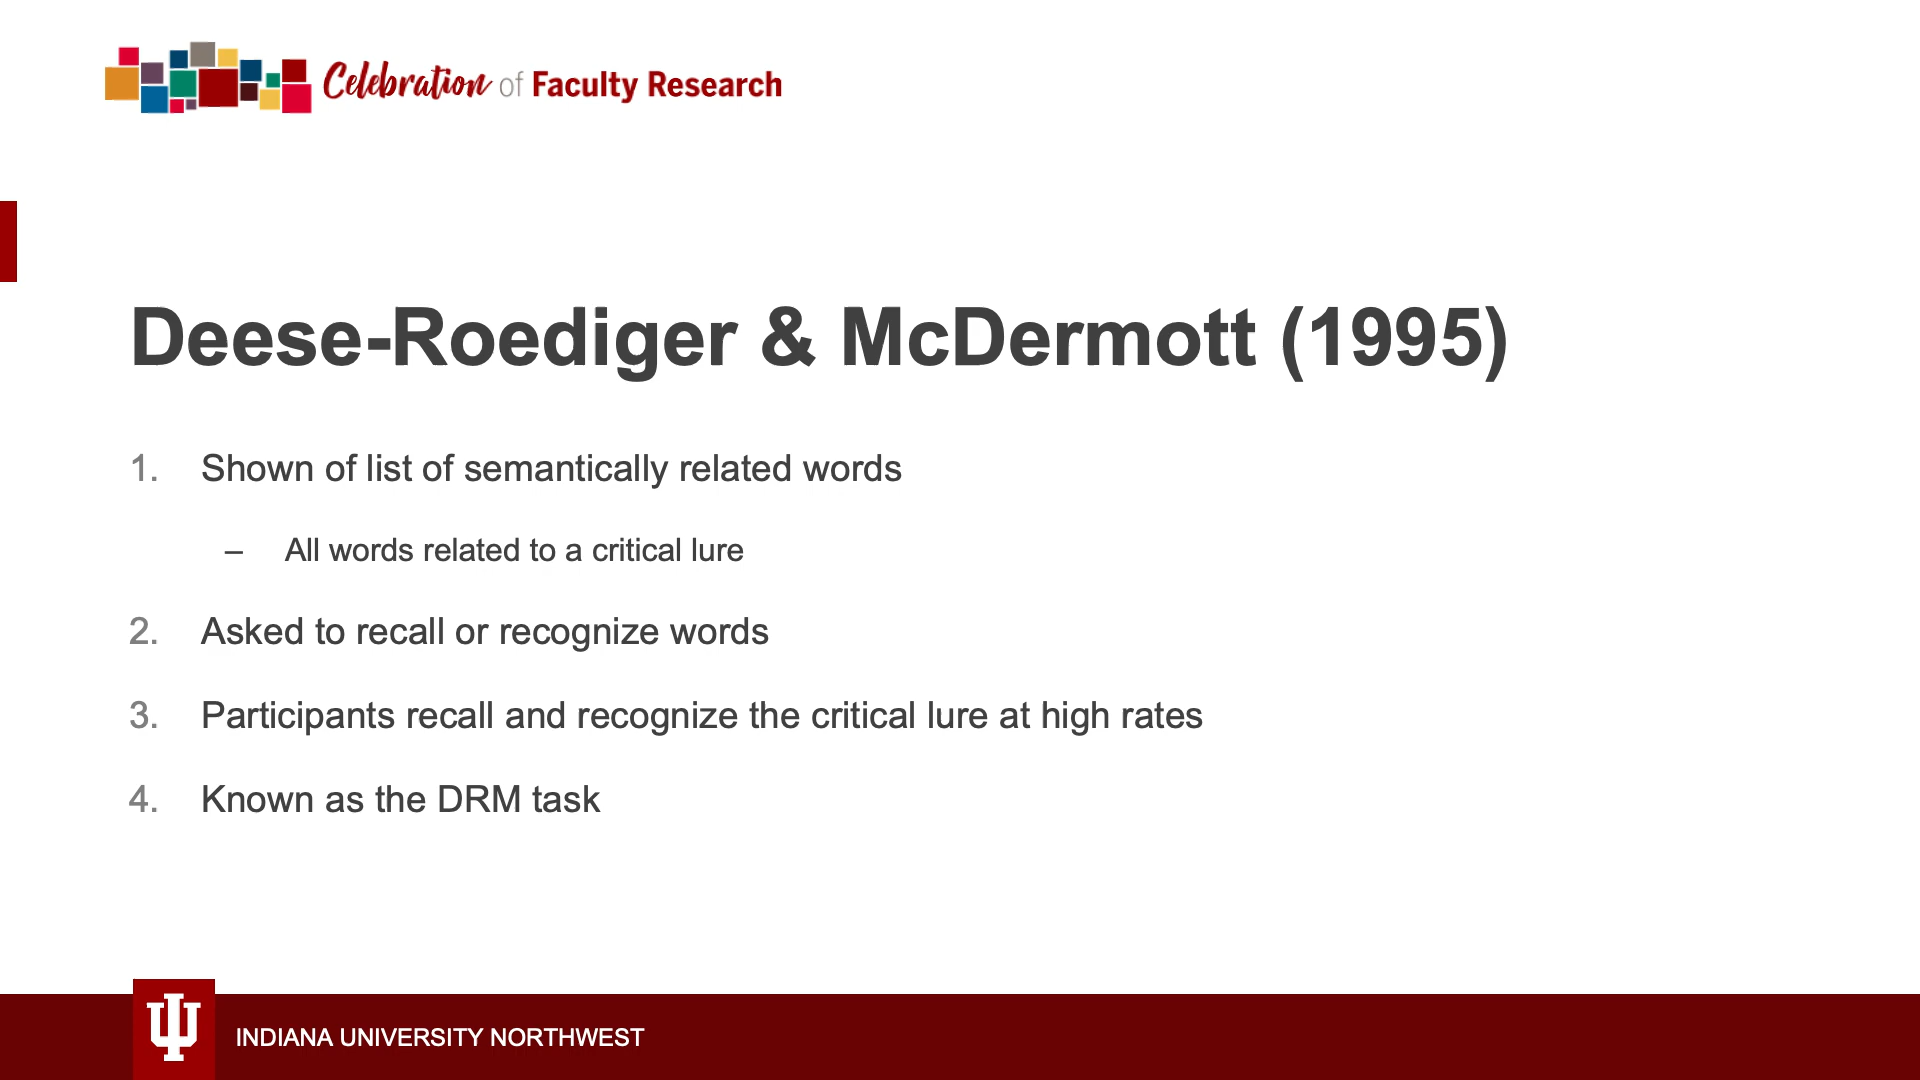 Celebration of Faculty Research
Deese-Roediger & McDermott (1995)
1. Shown of list of semantically related words
– All words related to a critical lure
2. Asked to recall or recognize words
3. Participants recall and recognize the critical lure at high rates
4. Known as the DRM task
INDIANA UNIVERSITY NORTHWEST